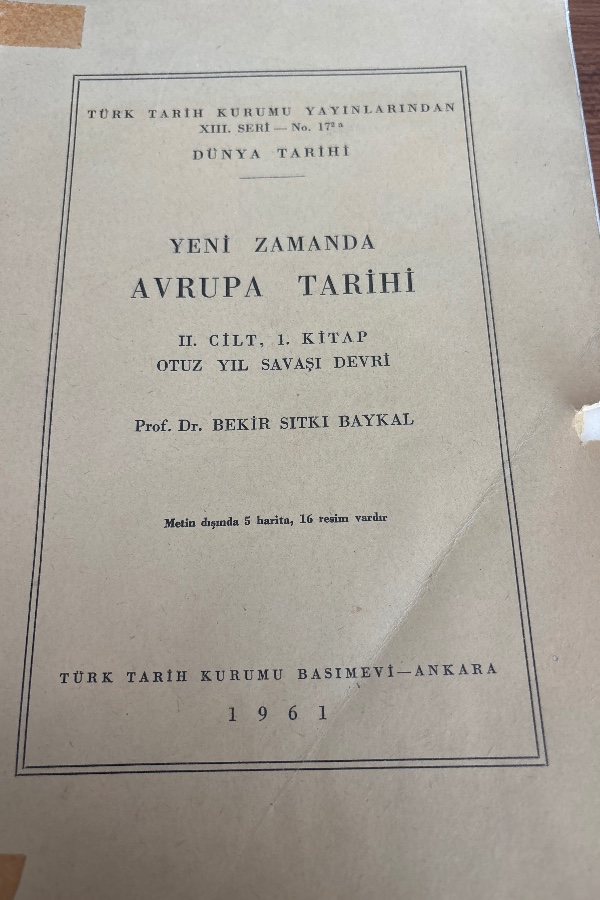 TÜRK TARİH KURUMU YAYINLARINDAN
XIII. SERİ — No. 17² ᵃ
DÜNYA TARİHİ
YENİ ZAMANDA
AVRUPA TARİHİ
II. CİLT, 1. KİTAP
OTUZ YIL SAVAŞI DEVRİ
Prof. Dr. BEKİR SITKI BAYKAL
Metin dışında 5 harita, 16 resim vardır
TÜRK TARİH KURUMU BASIMEVİ—ANKARA
1961